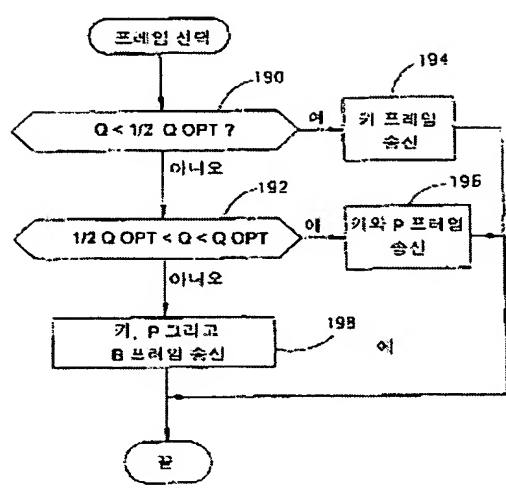 프레임 선택
190
194
Q < 1/2 Q OPT ?
예
키 프레임
송신
아니오
192
196
1/2 Q OPT < Q < Q OPT
예
키와 P 프레임
송신
아니오
키, P 그리고
B 프레임 송신
198
예
끝